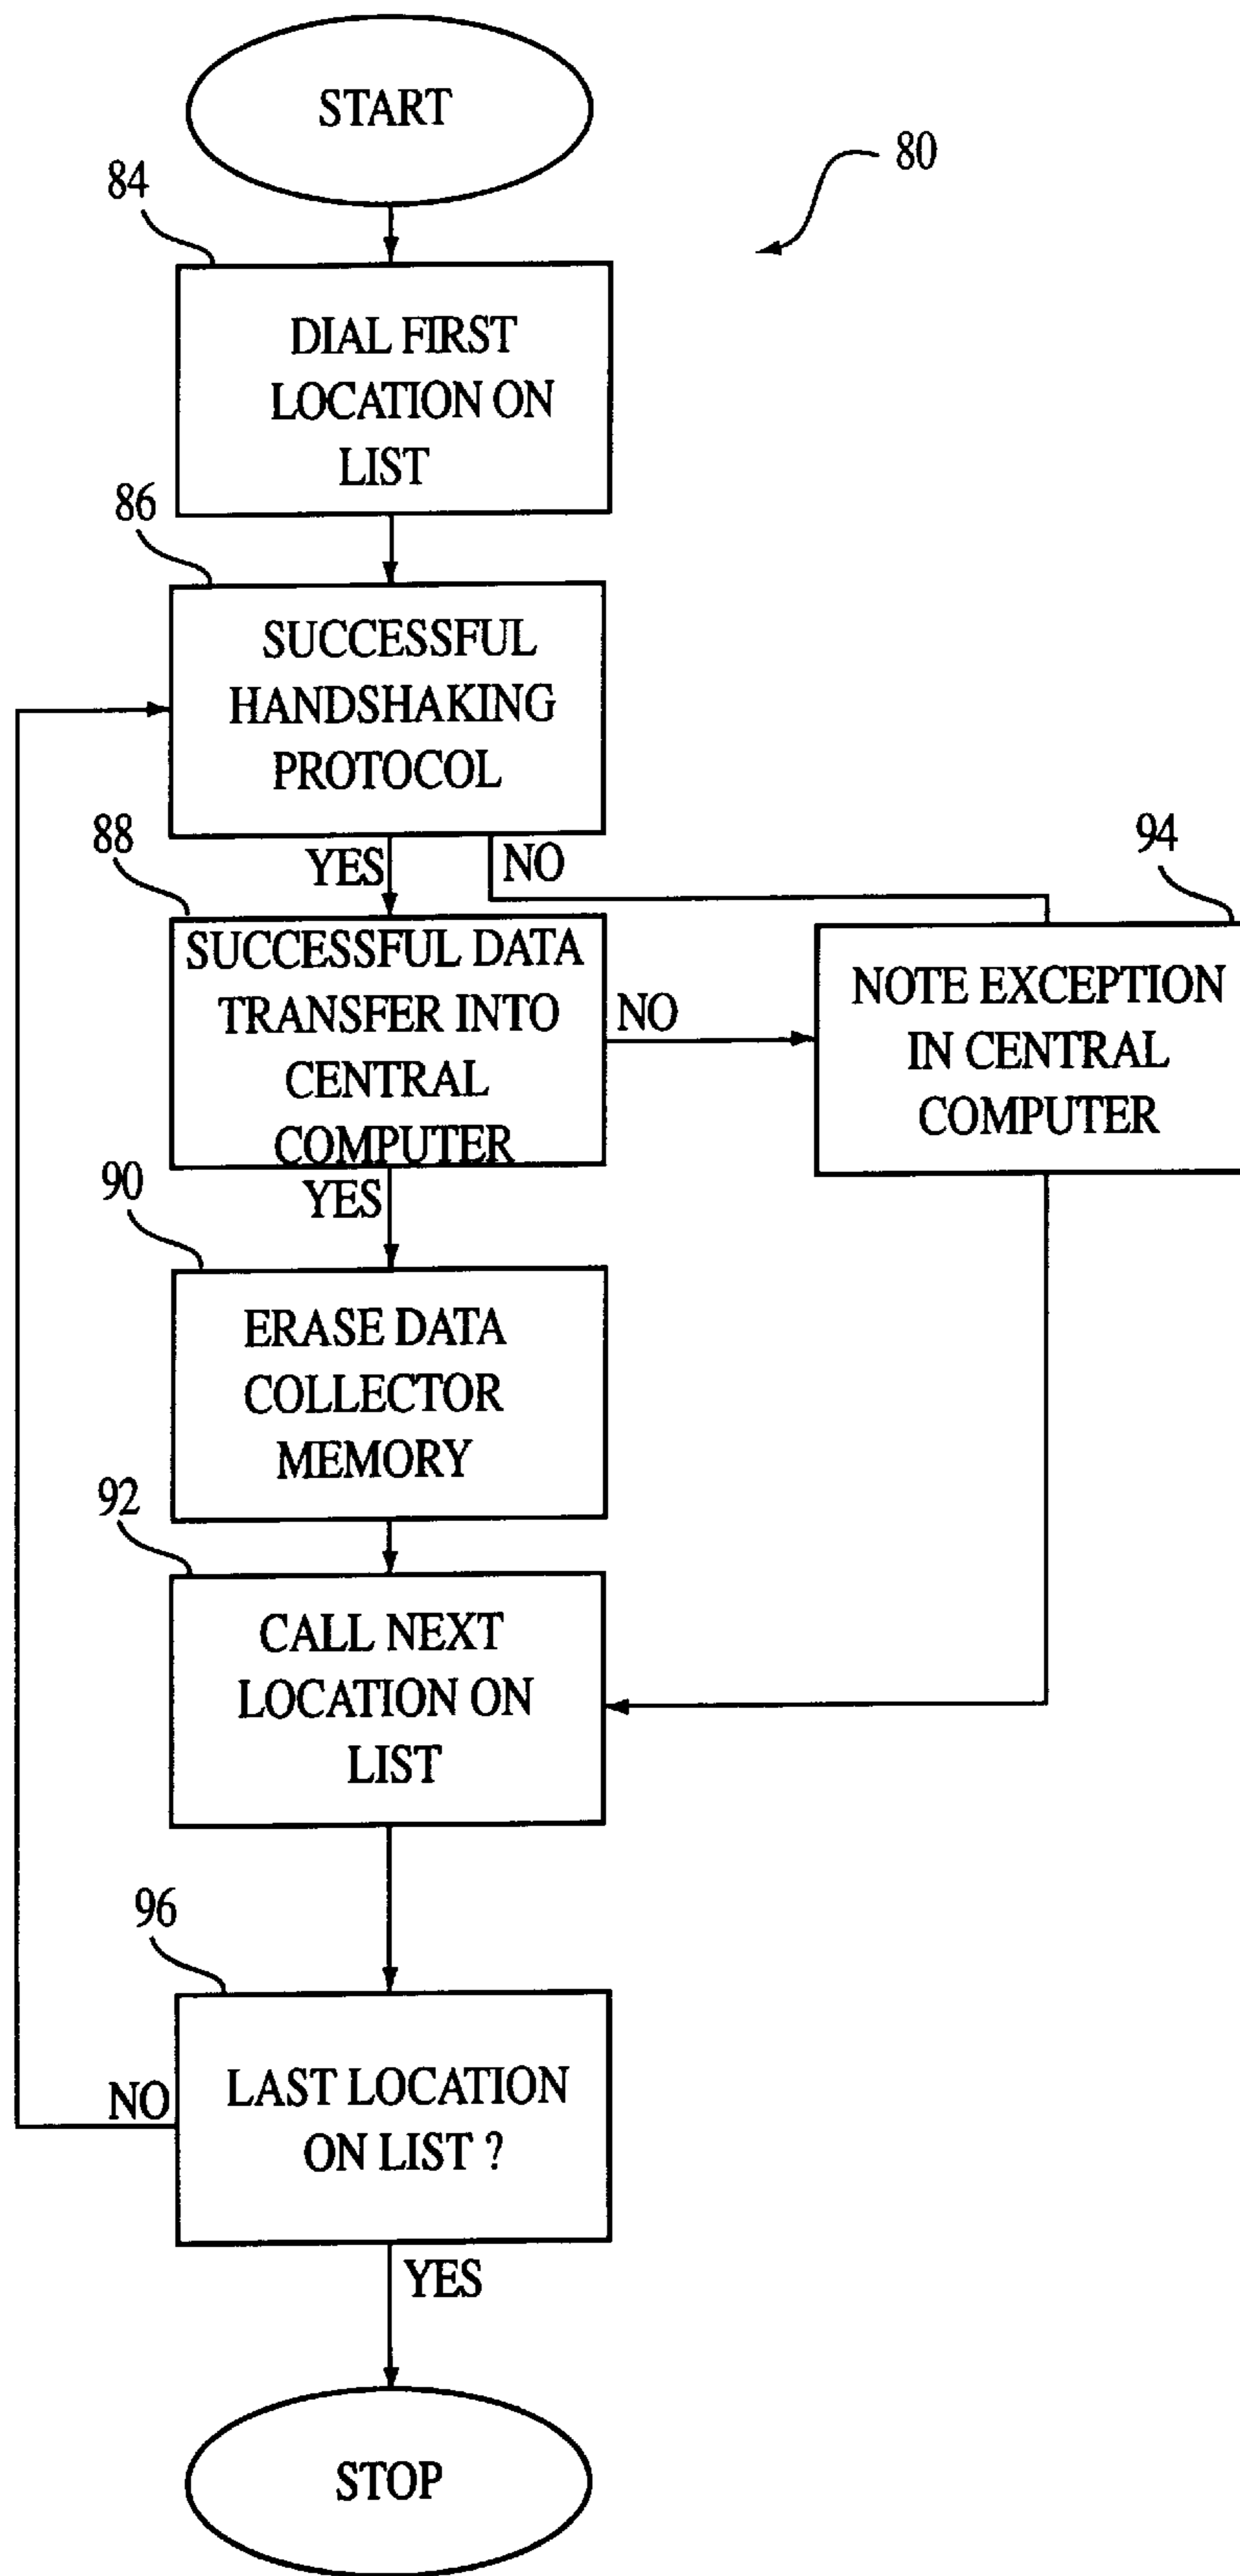 START
80
84
DIAL FIRST
LOCATION ON
LIST
86
SUCCESSFUL
HANDSHAKING
PROTOCOL
YES
NO
88
SUCCESSFUL DATA
TRANSFER INTO
CENTRAL
COMPUTER
NO
94
NOTE EXCEPTION
IN CENTRAL
COMPUTER
YES
90
ERASE DATA
COLLECTOR
MEMORY
92
CALL NEXT
LOCATION ON
LIST
96
LAST LOCATION
ON LIST ?
NO
YES
STOP